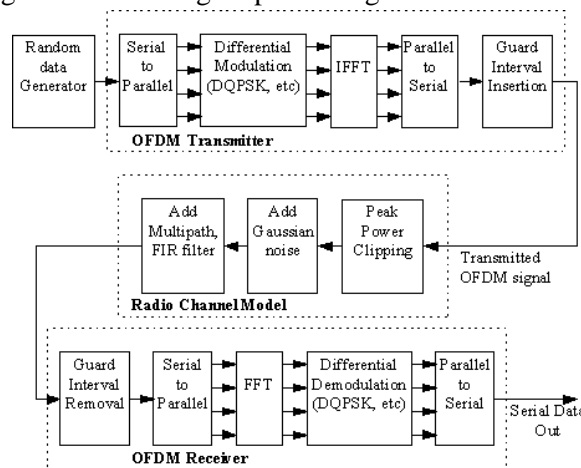 Random
data
Generator
Serial
to
Parallel
Differential
Modulation
(DQPSK, etc)
IFFT
Parallel
to
Serial
Guard
Interval
Insertion
OFDM Transmitter
Add
Multipath,
FIR filter
Add
Gaussian
noise
Peak
Power
Clipping
Transmitted
OFDM signal
Radio Channel Model
Guard
Interval
Removal
Serial
to
Parallel
FFT
Differential
Demodulation
(DQPSK, etc)
Parallel
to
Serial
Serial Data
Out
OFDM Receiver